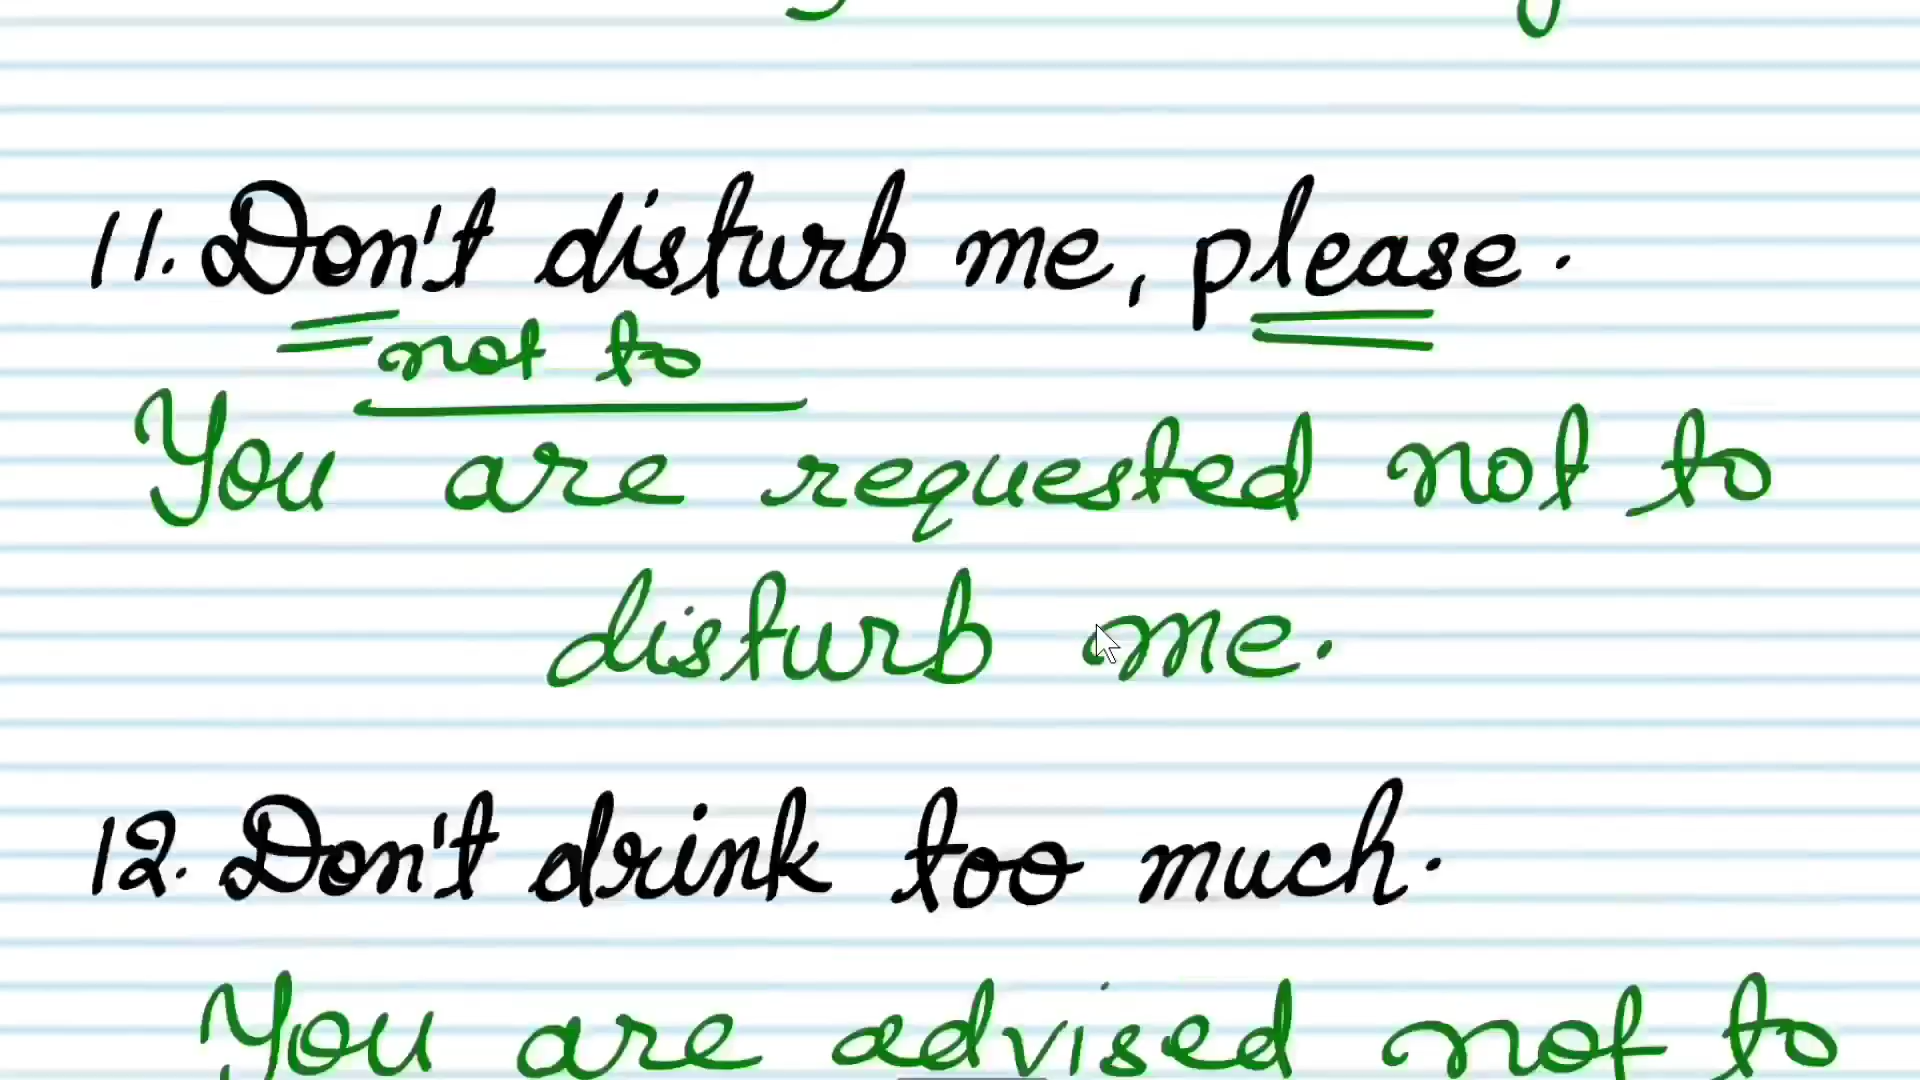 11. Don't disturb me, please.
not to
You are requested not to
disturb me.
12. Don't drink too much.
You are advised not to